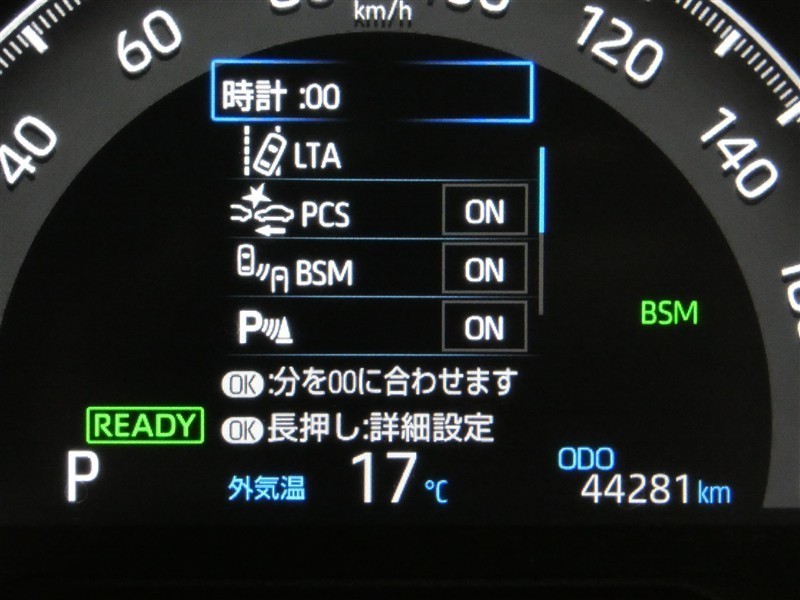 km/h
40
60
120
140
時計 :00
LTA
PCS ON
BSM ON
P ON
BSM
OK :分を00に合わせます
OK 長押し:詳細設定
READY
P
外気温 17 ℃
ODO
44281 km